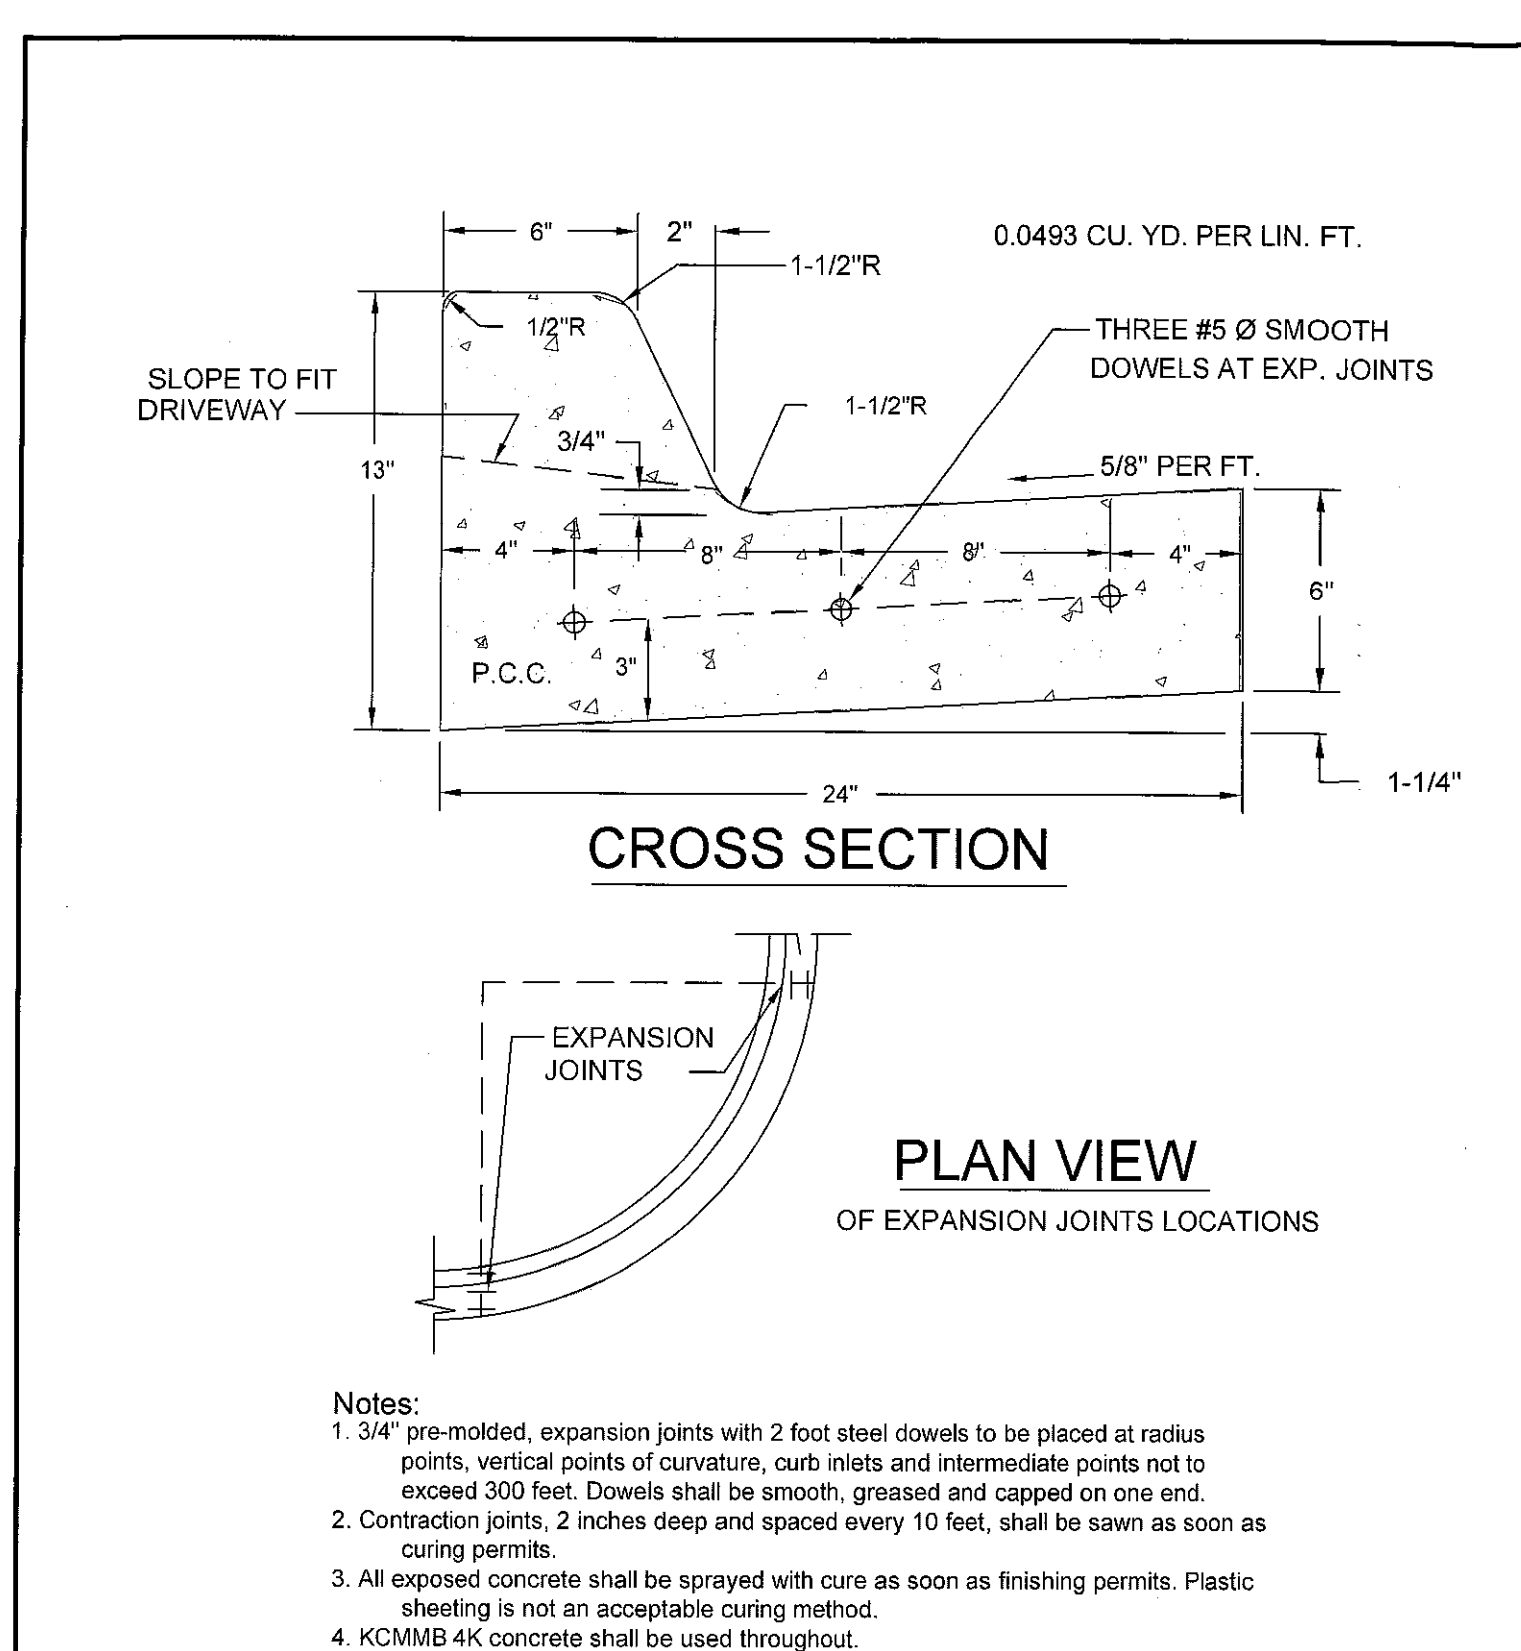 6"
2"
0.0493 CU. YD. PER LIN. FT.
1-1/2"R
1/2"R
THREE #5 Ø SMOOTH
DOWELS AT EXP. JOINTS
SLOPE TO FIT
DRIVEWAY
1-1/2"R
3/4"
13"
5/8" PER FT.
4"
8"
8"
4"
6"
3"
P.C.C.
24"
1-1/4"
CROSS SECTION
EXPANSION
JOINTS
PLAN VIEW
OF EXPANSION JOINTS LOCATIONS
Notes:
1. 3/4" pre-molded, expansion joints with 2 foot steel dowels to be placed at radius
points, vertical points of curvature, curb inlets and intermediate points not to
exceed 300 feet. Dowels shall be smooth, greased and capped on one end.
2. Contraction joints, 2 inches deep and spaced every 10 feet, shall be sawn as soon as
curing permits.
3. All exposed concrete shall be sprayed with cure as soon as finishing permits. Plastic
sheeting is not an acceptable curing method.
4. KCMMB 4K concrete shall be used throughout.